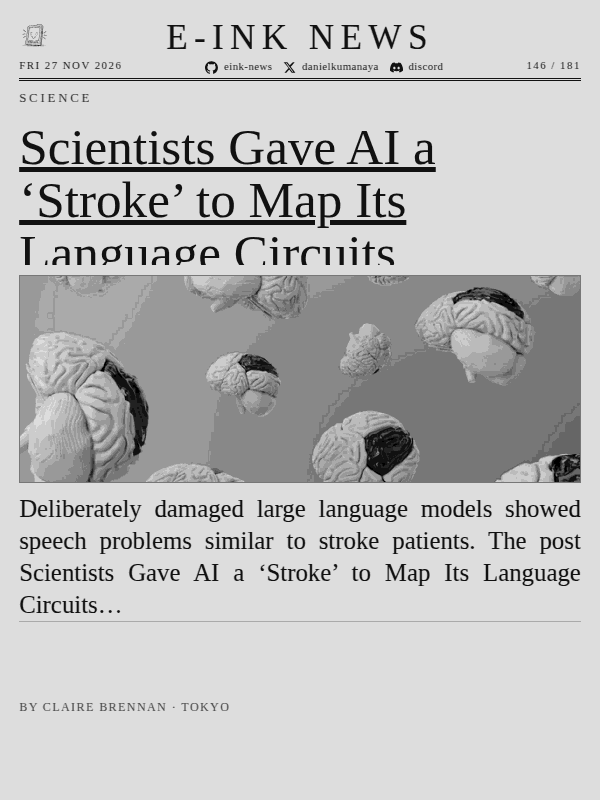 E-INK NEWS
FRI 27 NOV 2026
eink-news danielkumanaya discord
146 / 181
SCIENCE
Scientists Gave AI a
‘Stroke’ to Map Its
Language Circuits
Deliberately damaged large language models showed
speech problems similar to stroke patients. The post
Scientists Gave AI a ‘Stroke’ to Map Its Language
Circuits…
BY CLAIRE BRENNAN · TOKYO